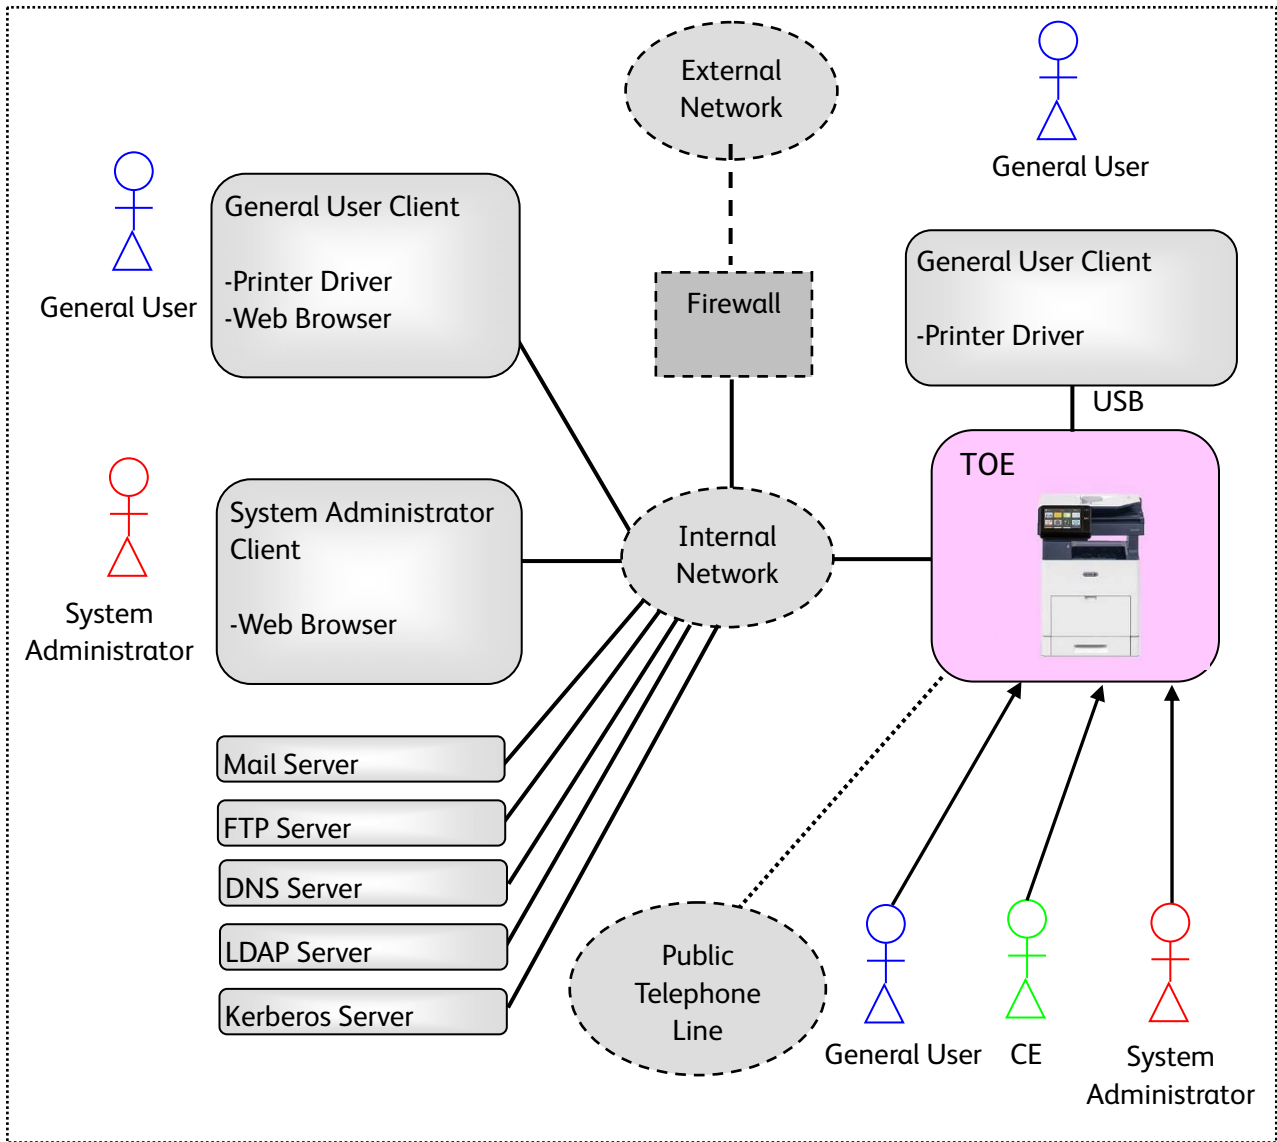 External
Network
General User
General User
General User Client
-Printer Driver
-Web Browser
Firewall
General User Client
-Printer Driver
USB
TOE
System
Administrator
System Administrator
Client
-Web Browser
Internal
Network
Mail Server
FTP Server
DNS Server
LDAP Server
Kerberos Server
Public
Telephone
Line
General User
CE
System
Administrator